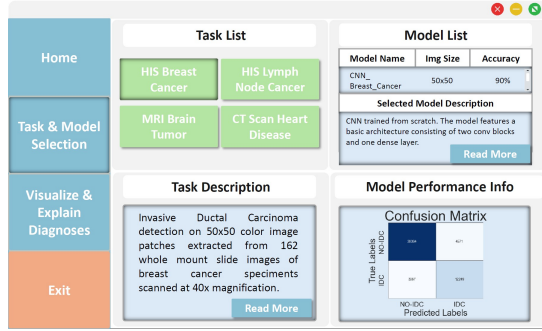 Home
Task & Model
Selection
Visualize &
Explain
Diagnoses
Exit
Task List
HIS Breast
Cancer
HIS Lymph
Node Cancer
MRI Brain
Tumor
CT Scan Heart
Disease
Model List
Model Name Img Size Accuracy
CNN_
Breast_Cancer 50x50 90%
Selected Model Description
CNN trained from scratch. The model features a
basic architecture consisting of two conv blocks
and one dense layer.
Read More
Task Description
Invasive Ductal Carcinoma
detection on 50x50 color image
patches extracted from 162
whole mount slide images of
breast cancer speciments
scanned at 40x magnification.
Read More
Model Performance Info
Confusion Matrix
True Labels
NO-IDC
IDC
NO-IDC IDC
Predicted Labels